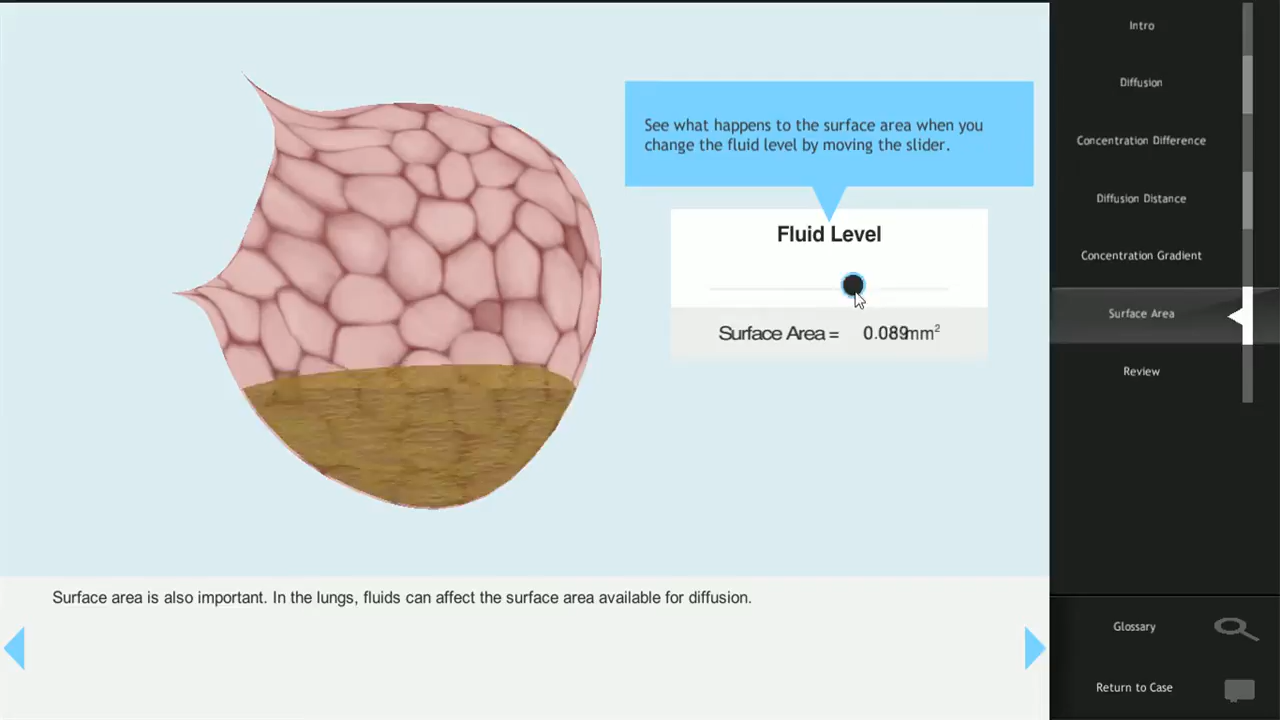 See what happens to the surface area when you
change the fluid level by moving the slider.
Fluid Level
Surface Area = 0.089mm²
Surface area is also important. In the lungs, fluids can affect the surface area available for diffusion.
Intro
Diffusion
Concentration Difference
Diffusion Distance
Concentration Gradient
Surface Area
Review
Glossary
Return to Case